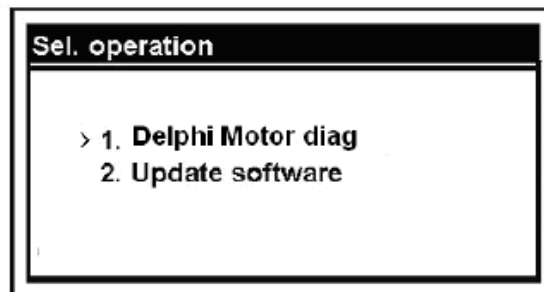 Sel. operation
> 1. Delphi Motor diag
2. Update software